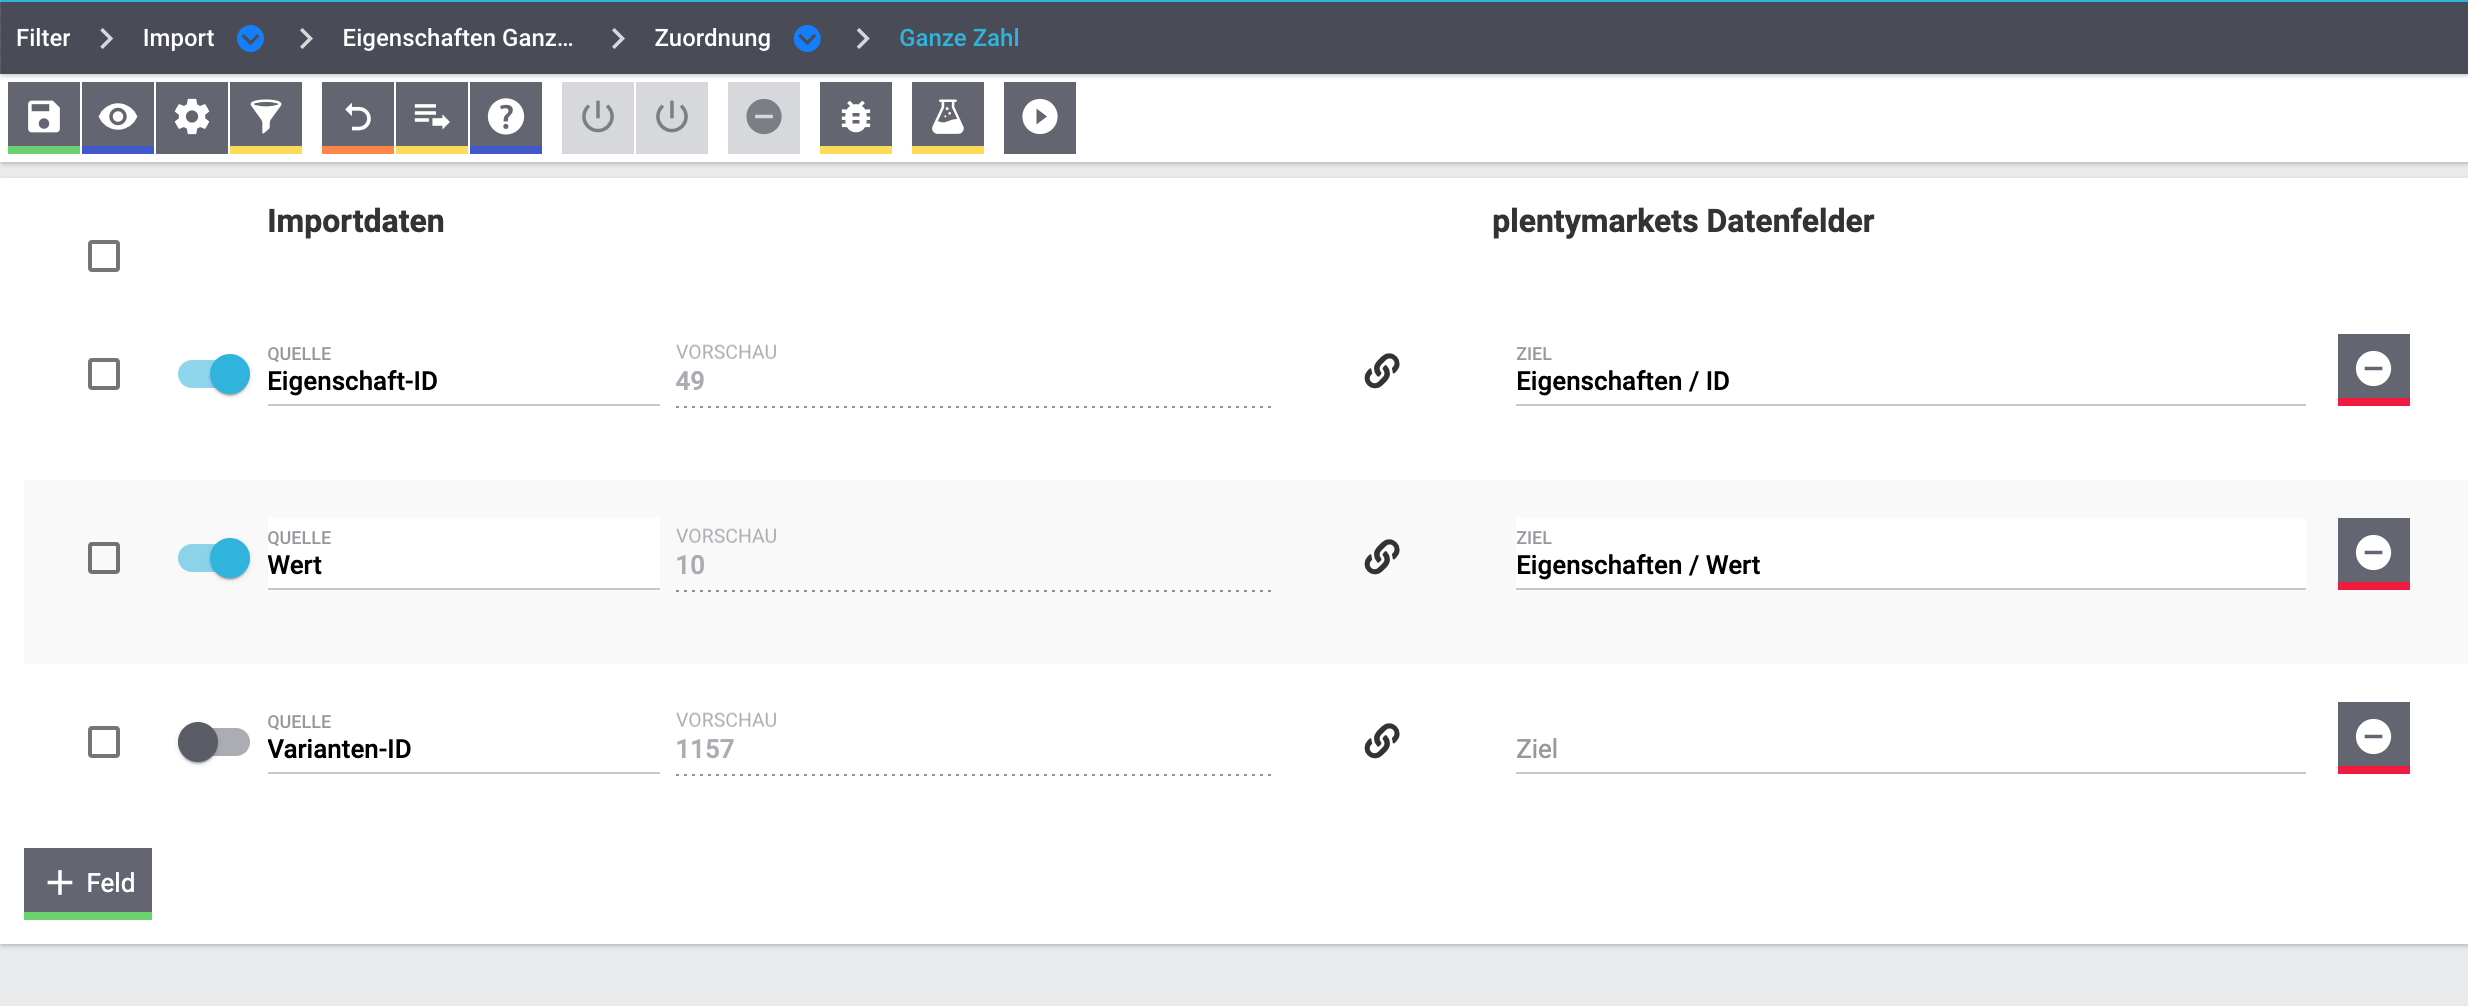 Filter > Import > Eigenschaften Ganz... > Zuordnung > Ganze Zahl
Importdaten
plentymarkets Datenfelder
QUELLE
Eigenschaft-ID
VORSCHAU
49
ZIEL
Eigenschaften / ID
QUELLE
Wert
VORSCHAU
10
ZIEL
Eigenschaften / Wert
QUELLE
Varianten-ID
VORSCHAU
1157
Ziel
+ Feld